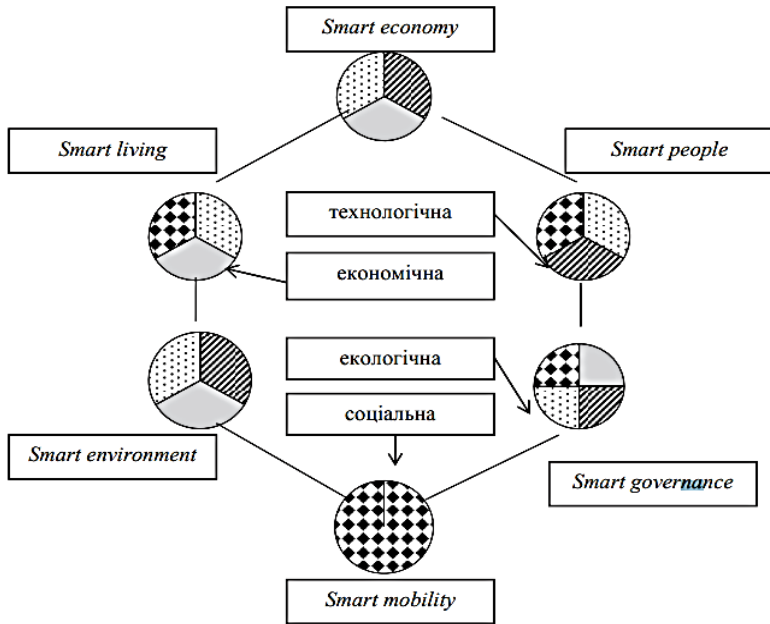 Smart economy
Smart living
Smart people
технологічна
економічна
екологічна
соціальна
Smart environment
Smart governance
Smart mobility